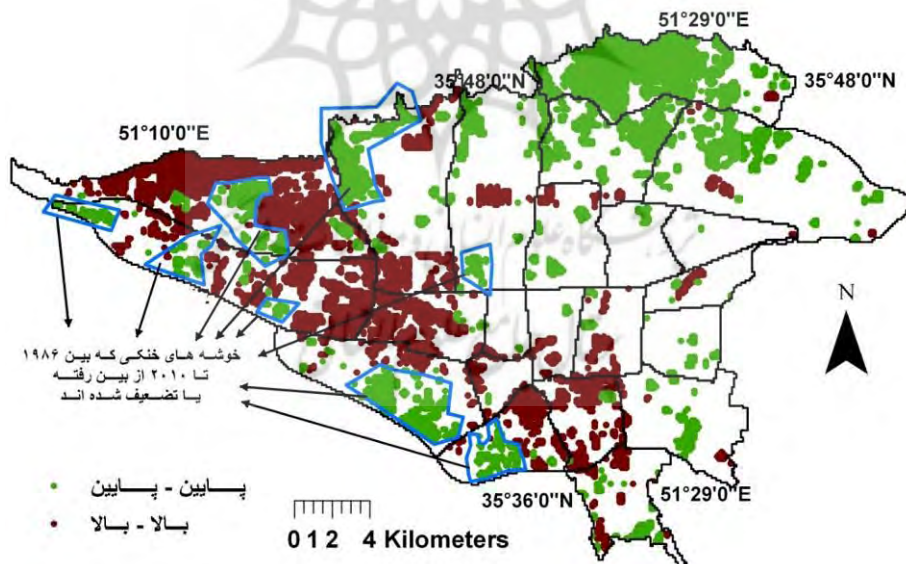 51°29'0"E
35°48'0"N
35°48'0"N
51°10'0"E
N
خوشه های خنکی که بین ۱۹۸۶
تا ۲۰۱۰ از بین رفته
یا تضعیف شده اند
35°36'0"N
51°29'0"E
پایین - پایین
بالا - بالا
0 1 2 4 Kilometers